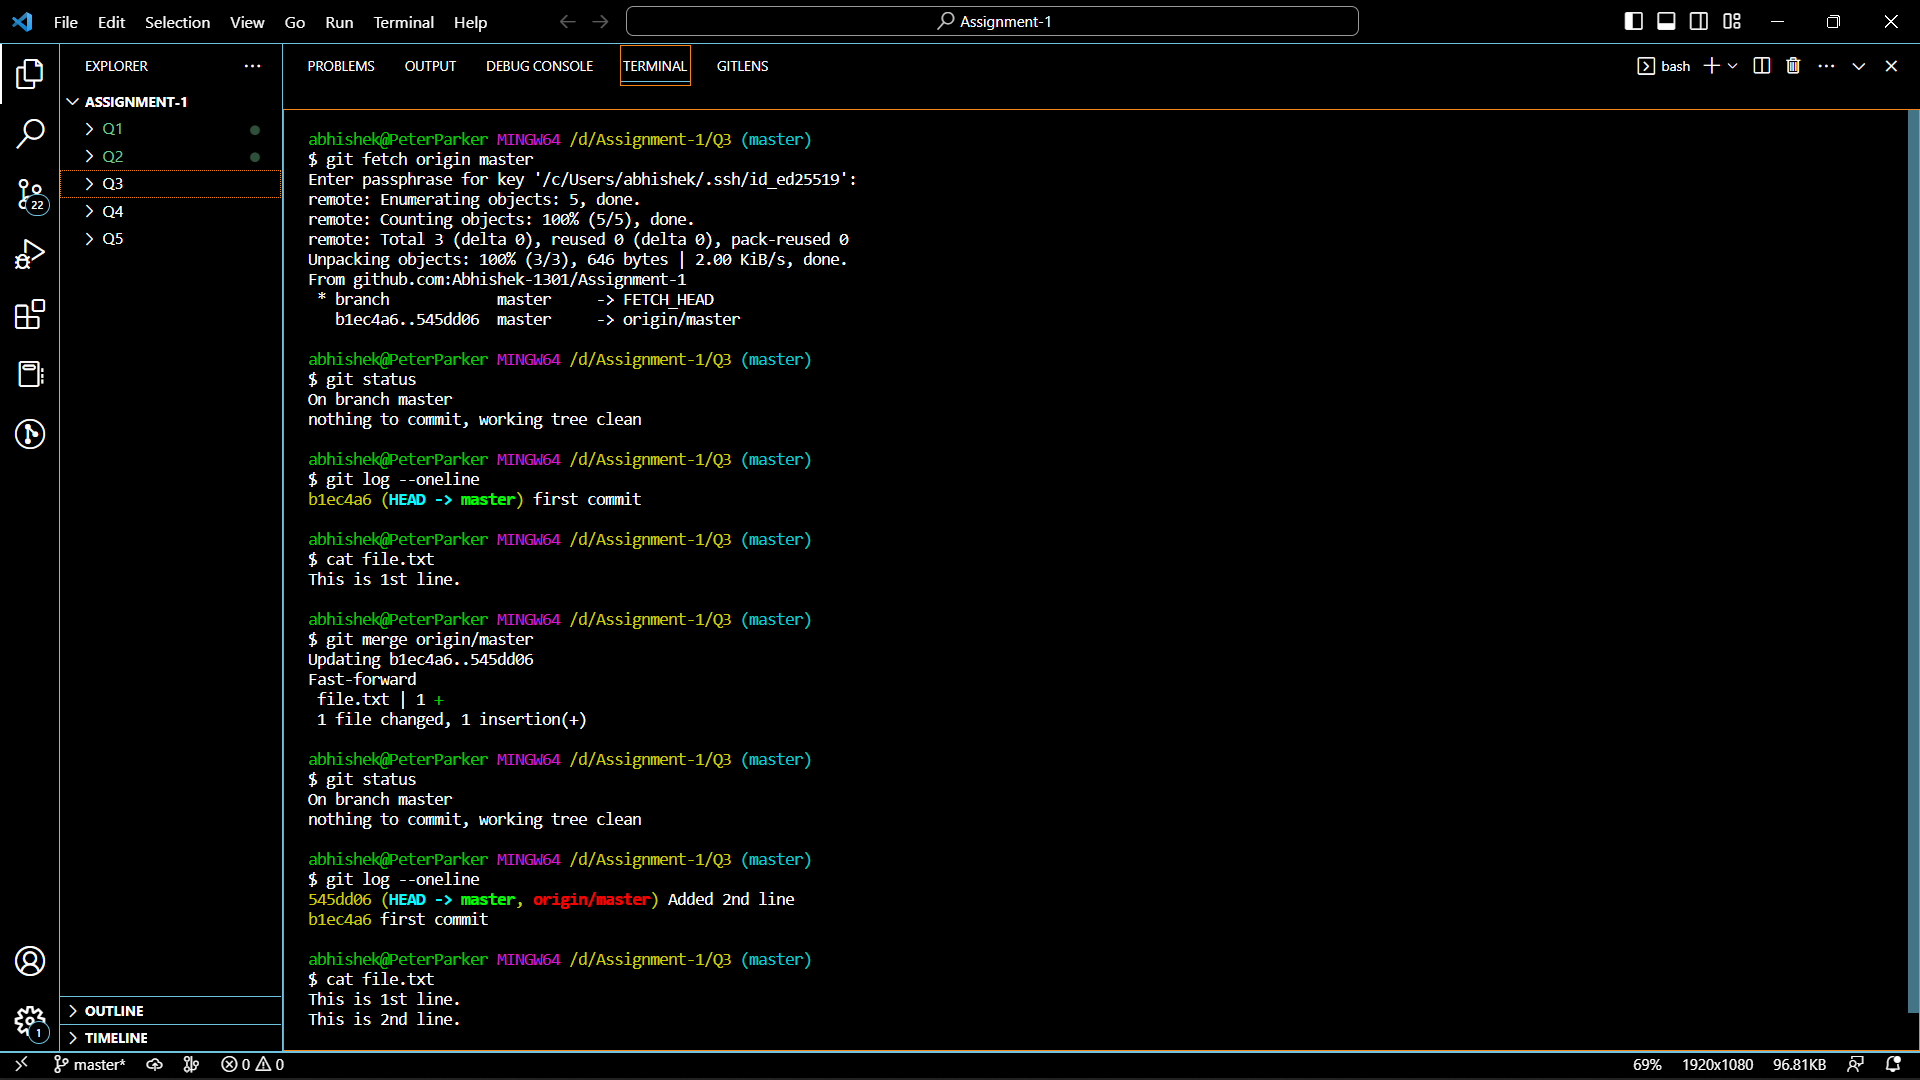 File Edit Selection View Go Run Terminal Help
Assignment-1
EXPLORER
ASSIGNMENT-1
Q1
Q2
Q3
Q4
Q5
22
1
OUTLINE
TIMELINE
PROBLEMS OUTPUT DEBUG CONSOLE TERMINAL GITLENS
bash
abhishek@PeterParker MINGW64 /d/Assignment-1/Q3 (master)
$ git fetch origin master
Enter passphrase for key '/c/Users/abhishek/.ssh/id_ed25519':
remote: Enumerating objects: 5, done.
remote: Counting objects: 100% (5/5), done.
remote: Total 3 (delta 0), reused 0 (delta 0), pack-reused 0
Unpacking objects: 100% (3/3), 646 bytes | 2.00 KiB/s, done.
From github.com:Abhishek-1301/Assignment-1
* branch master -> FETCH_HEAD
b1ec4a6..545dd06 master -> origin/master
abhishek@PeterParker MINGW64 /d/Assignment-1/Q3 (master)
$ git status
On branch master
nothing to commit, working tree clean
abhishek@PeterParker MINGW64 /d/Assignment-1/Q3 (master)
$ git log --oneline
b1ec4a6 (HEAD -> master) first commit
abhishek@PeterParker MINGW64 /d/Assignment-1/Q3 (master)
$ cat file.txt
This is 1st line.
abhishek@PeterParker MINGW64 /d/Assignment-1/Q3 (master)
$ git merge origin/master
Updating b1ec4a6..545dd06
Fast-forward
file.txt | 1 +
1 file changed, 1 insertion(+)
abhishek@PeterParker MINGW64 /d/Assignment-1/Q3 (master)
$ git status
On branch master
nothing to commit, working tree clean
abhishek@PeterParker MINGW64 /d/Assignment-1/Q3 (master)
$ git log --oneline
545dd06 (HEAD -> master, origin/master) Added 2nd line
b1ec4a6 first commit
abhishek@PeterParker MINGW64 /d/Assignment-1/Q3 (master)
$ cat file.txt
This is 1st line.
This is 2nd line.
master* 0 0 69% 1920x1080 96.81KB